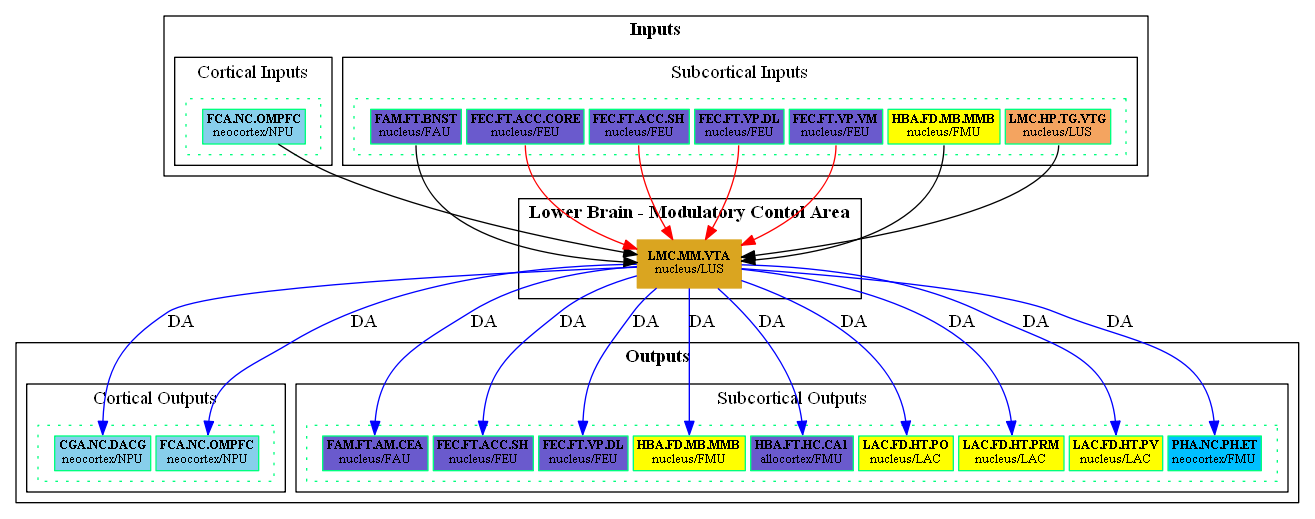 Inputs
Cortical Inputs
Subcortical Inputs
FCA.NC.OMPFC
neocortex/NPU
FAM.FT.BNST
nucleus/FAU
FEC.FT.ACC.CORE
nucleus/FEU
FEC.FT.ACC.SH
nucleus/FEU
FEC.FT.VP.DL
nucleus/FEU
FEC.FT.VP.VM
nucleus/FEU
HBA.FD.MB.MMB
nucleus/FMU
LMC.HP.TG.VTG
nucleus/LUS
Lower Brain - Modulatory Contol Area
LMC.MM.VTA
nucleus/LUS
DA
DA
DA
DA
DA
DA
DA
DA
DA
DA
DA
Outputs
Cortical Outputs
Subcortical Outputs
CGA.NC.DACG
neocortex/NPU
FCA.NC.OMPFC
neocortex/NPU
FAM.FT.AM.CEA
nucleus/FAU
FEC.FT.ACC.SH
nucleus/FEU
FEC.FT.VP.DL
nucleus/FEU
HBA.FD.MB.MMB
nucleus/FMU
HBA.FT.HC.CA1
allocortex/FMU
LAC.FD.HT.PO
nucleus/LAC
LAC.FD.HT.PRM
nucleus/LAC
LAC.FD.HT.PV
nucleus/LAC
PHA.NC.PH.ET
neocortex/FMU